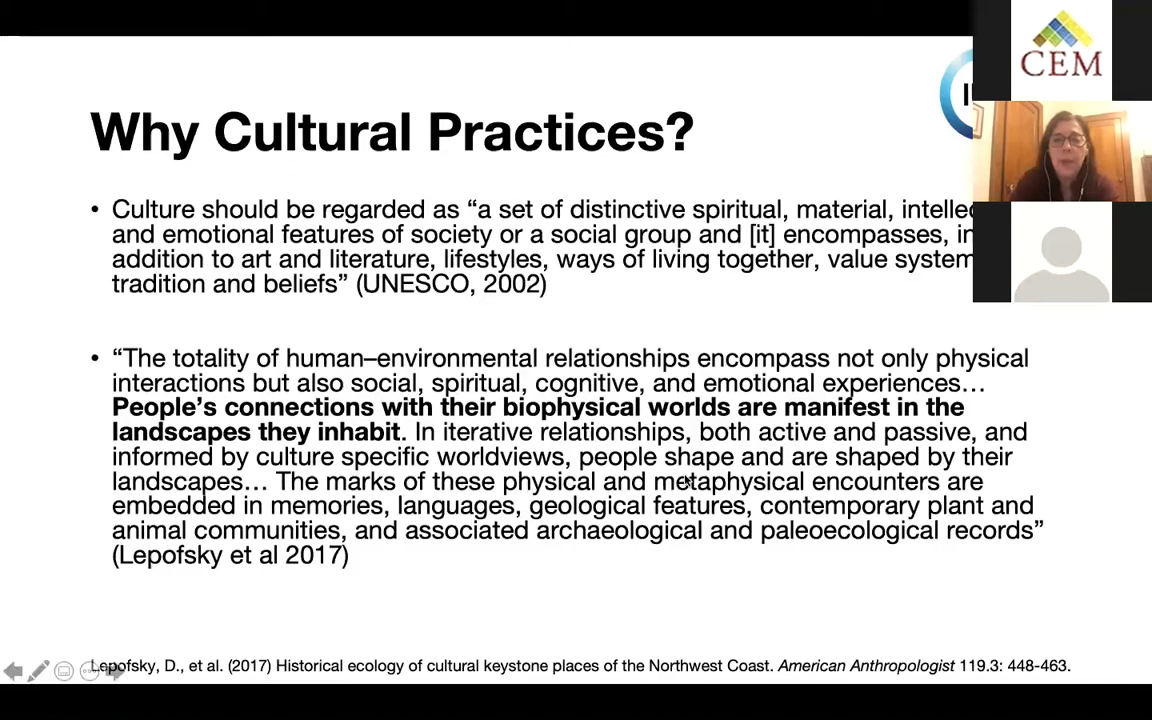 CEM
Why Cultural Practices?
• Culture should be regarded as “a set of distinctive spiritual, material,
and emotional features of society or a social group and [it] encompasses, in
addition to art and literature, lifestyles, ways of living together, value system
tradition and beliefs” (UNESCO, 2002)
• “The totality of human–environmental relationships encompass not only physical
interactions but also social, spiritual, cognitive, and emotional experiences…
People’s connections with their biophysical worlds are manifest in the
landscapes they inhabit. In iterative relationships, both active and passive, and
informed by culture specific worldviews, people shape and are shaped by their
landscapes… The marks of these physical and metaphysical encounters are
embedded in memories, languages, geological features, contemporary plant and
animal communities, and associated archaeological and paleoecological records”
(Lepofsky et al 2017)
Lepofsky, D., et al. (2017) Historical ecology of cultural keystone places of the Northwest Coast. American Anthropologist 119.3: 448-463.